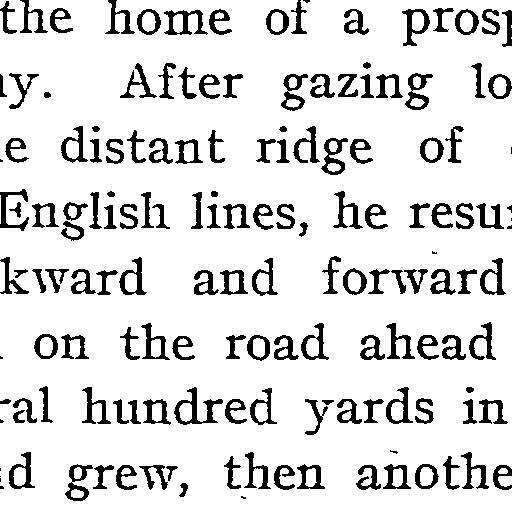 the home of a prosp
y. After gazing lo
e distant ridge of
English lines, he resu
kward and forward
on the road ahead
ral hundred yards in
d grew, then anothe